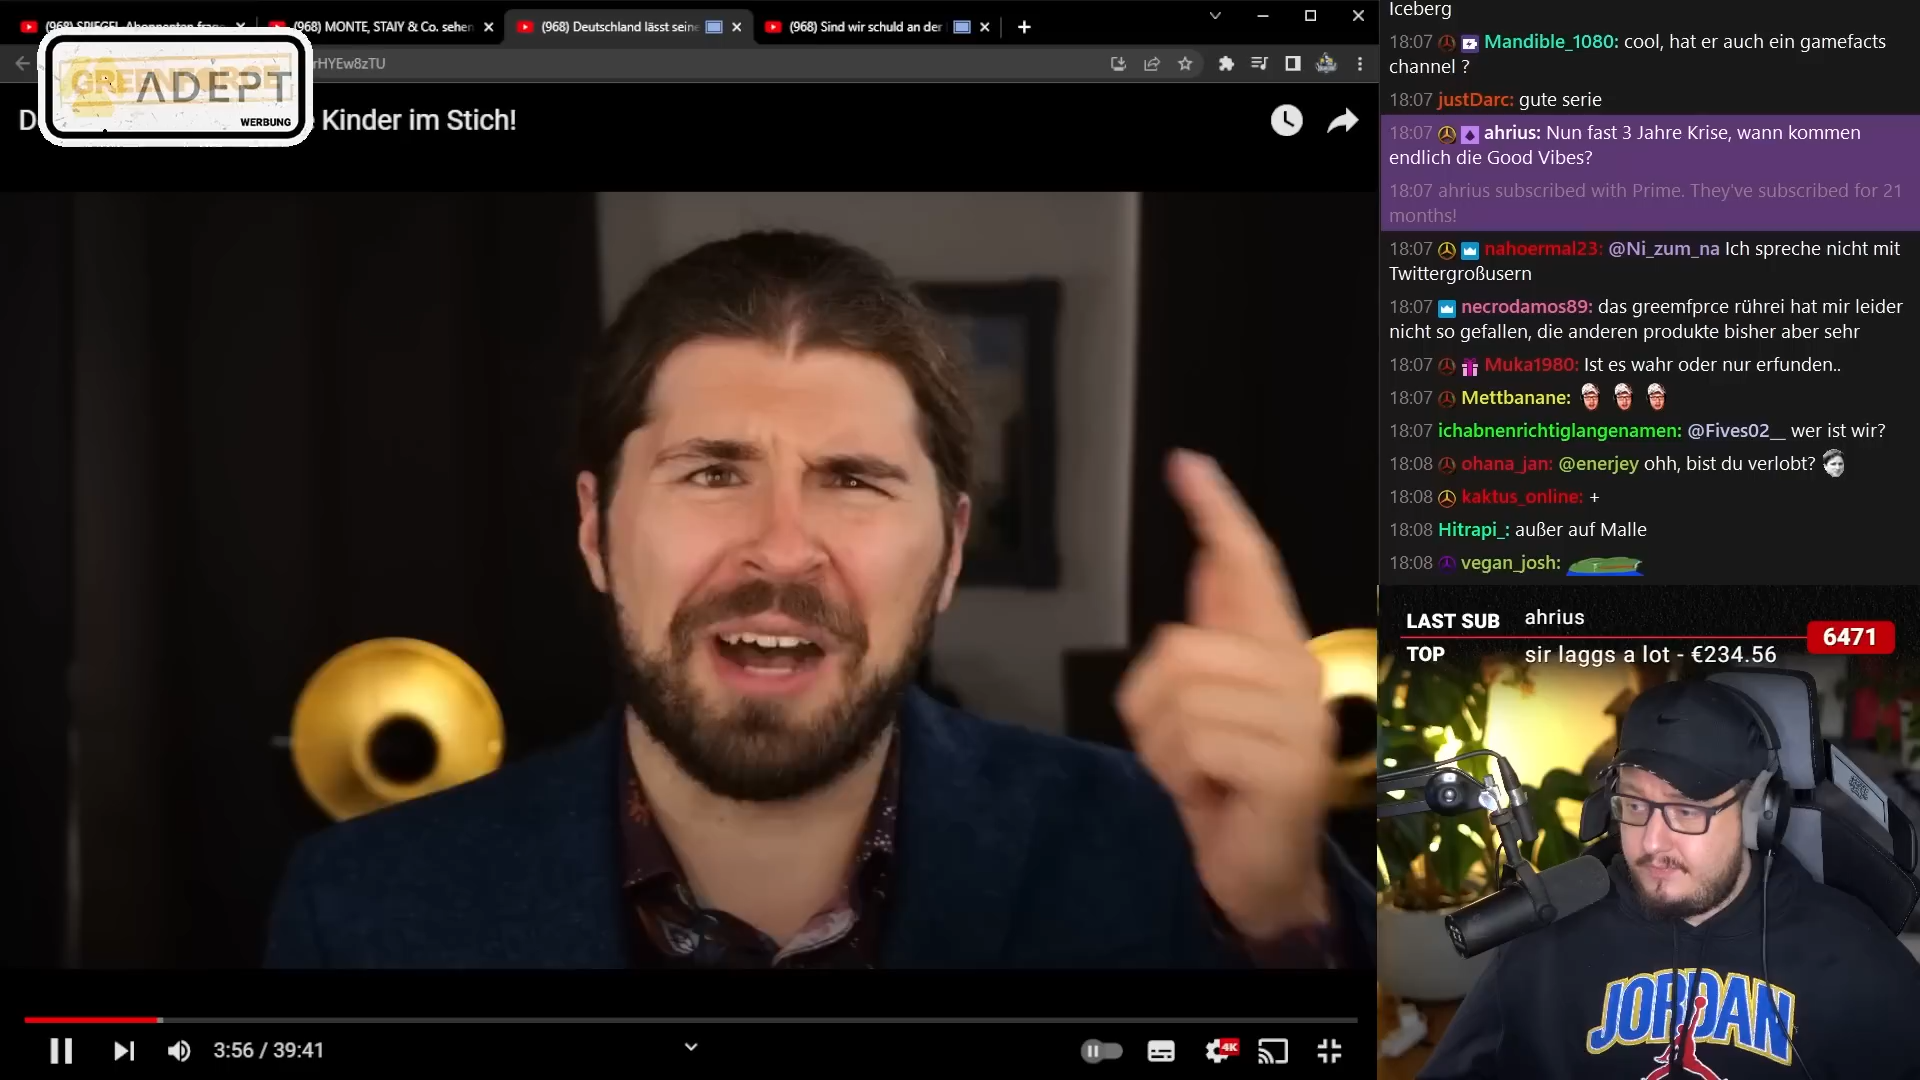 (968) SPIEGEL-Abonnenten frage
(968) MONTE, STAIY & Co. sehen
(968) Deutschland lässt seine
(968) Sind wir schuld an der
rHYEw8zTU
ADEPT
WERBUNG
Kinder im Stich!
4K
3:56 / 39:41
Iceberg
18:07 Mandible_1080: cool, hat er auch ein gamefacts
channel ?
18:07 justDarc: gute serie
18:07 ahrius: Nun fast 3 Jahre Krise, wann kommen
endlich die Good Vibes?
18:07 ahrius subscribed with Prime. They've subscribed for 21
months!
18:07 nahoermal23: @Ni_zum_na Ich spreche nicht mit
Twittergroßusern
18:07 necrodamos89: das greemfprce rührei hat mir leider
nicht so gefallen, die anderen produkte bisher aber sehr
18:07 Muka1980: Ist es wahr oder nur erfunden..
18:07 Mettbanane:
18:07 ichabnenrichtiglangenamen: @Fives02__ wer ist wir?
18:08 ohana_jan: @enerjey ohh, bist du verlobt?
18:08 kaktus_online: +
18:08 Hitrapi_: außer auf Malle
18:08 vegan_josh:
LAST SUB ahrius
6471
TOP sir laggs a lot - €234.56
JORDAN